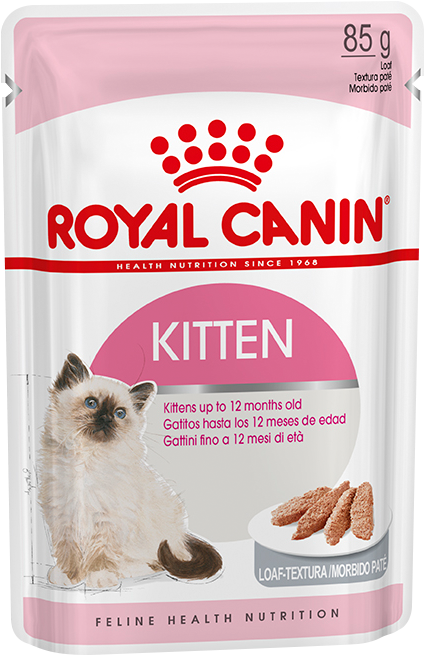 85 g
Loaf
Textura paté
Morbido paté
ROYAL CANIN®
HEALTH NUTRITION SINCE 1968
KITTEN
Kittens up to 12 months old
Gatitos hasta los 12 meses de edad
Gattini fino a 12 mesi di età
LOAF-TEXTURA/MORBIDO PATÉ
FELINE HEALTH NUTRITION